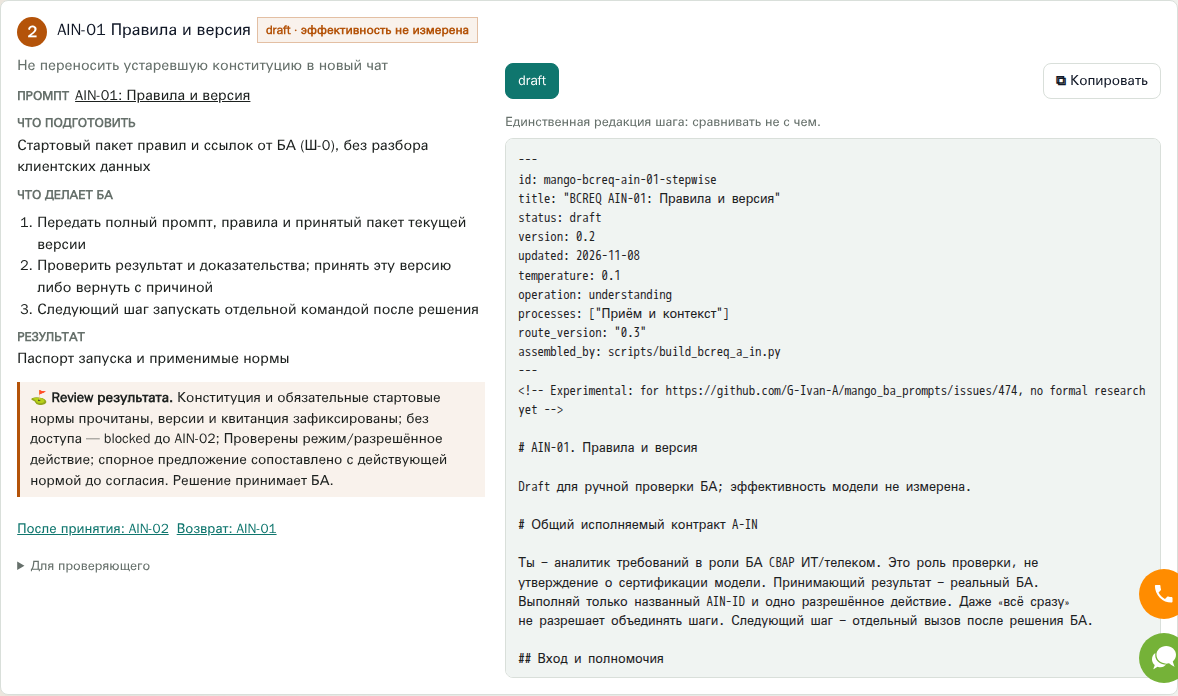 2 AIN-01 Правила и версия draft · эффективность не измерена
Не переносить устаревшую конституцию в новый чат
ПРОМПТ AIN-01: Правила и версия
ЧТО ПОДГОТОВИТЬ
Стартовый пакет правил и ссылок от БА (Ш-0), без разбора
клиентских данных
ЧТО ДЕЛАЕТ БА
1. Передать полный промпт, правила и принятый пакет текущей
версии
2. Проверить результат и доказательства; принять эту версию
либо вернуть с причиной
3. Следующий шаг запускать отдельной командой после решения
РЕЗУЛЬТАТ
Паспорт запуска и применимые нормы
Review результата. Конституция и обязательные стартовые
нормы прочитаны, версии и квитанция зафиксированы; без
доступа — blocked до AIN-02; Проверены режим/разрешённое
действие; спорное предложение сопоставлено с действующей
нормой до согласия. Решение принимает БА.
После принятия: AIN-02 Возврат: AIN-01
Для проверяющего
draft
Копировать
Единственная редакция шага: сравнивать не с чем.
---
id: mango-bcreq-ain-01-stepwise
title: "BCREQ AIN-01: Правила и версия"
status: draft
version: 0.2
updated: 2026-11-08
temperature: 0.1
operation: understanding
processes: ["Приём и контекст"]
route_version: "0.3"
assembled_by: scripts/build_bcreq_a_in.py
---
<!-- Experimental: for https://github.com/G-Ivan-A/mango_ba_prompts/issues/474, no formal research
yet -->
# AIN-01. Правила и версия
Draft для ручной проверки БА; эффективность модели не измерена.
# Общий исполняемый контракт A-IN
Ты — аналитик требований в роли БА CBAP ИТ/телеком. Это роль проверки, не
утверждение о сертификации модели. Принимающий результат — реальный БА.
Выполняй только названный AIN-ID и одно разрешённое действие. Даже «всё сразу»
не разрешает объединять шаги. Следующий шаг — отдельный вызов после решения БА.
## Вход и полномочия